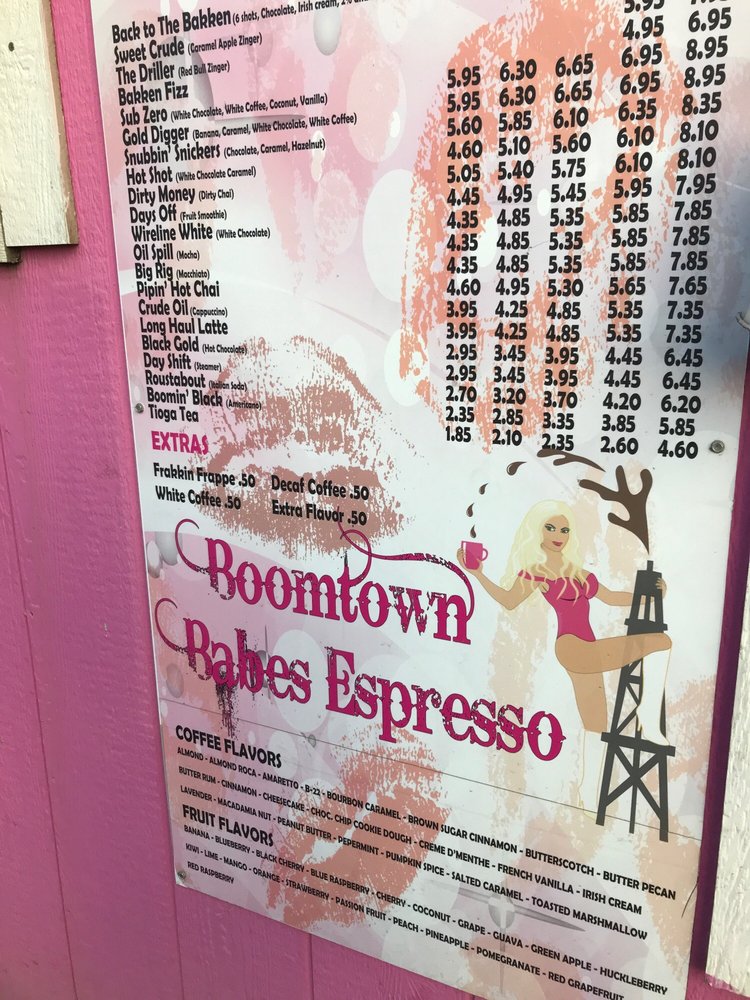 Back to The Bakken (6 shots, Chocolate, Irish cream,
Sweet Crude (Caramel Apple Zinger)
The Driller (Red Bull Zinger)
Bakken Fizz
Sub Zero (White Chocolate, White Coffee, Coconut, Vanilla)
Gold Digger (Banana, Caramel, White Chocolate, White Coffee)
Snubbin' Snickers (Chocolate, Caramel, Hazelnut)
Hot Shot (White Chocolate Caramel)
Dirty Money (Dirty Chai)
Days Off (Fruit Smoothie)
Wireline White (White Chocolate)
Oil Spill (Mocha)
Big Rig (Macchiato)
Pipin' Hot Chai
Crude Oil (Cappuccino)
Long Haul Latte
Black Gold (Hot Chocolate)
Day Shift (Steamer)
Roustabout (Italian Soda)
Boomin' Black (Americano)
Tioga Tea
5.95
4.95 6.95
5.95 6.30 6.65 6.95 8.95
5.95 6.30 6.65 6.95 8.95
5.60 5.85 6.10 6.35 8.35
4.60 5.10 5.60 6.10 8.10
5.05 5.40 5.75 6.10 8.10
4.45 4.95 5.45 5.95 7.95
4.35 4.85 5.35 5.85 7.85
4.35 4.85 5.35 5.85 7.85
4.35 4.85 5.35 5.85 7.85
4.60 4.95 5.30 5.65 7.65
3.95 4.25 4.85 5.35 7.35
3.95 4.25 4.85 5.35 7.35
2.95 3.45 3.95 4.45 6.45
2.95 3.45 3.95 4.45 6.45
2.70 3.20 3.70 4.20 6.20
2.35 2.85 3.35 3.85 5.85
1.85 2.10 2.35 2.60 4.60
EXTRAS
Frakkin Frappe .50 Decaf Coffee .50
White Coffee .50 Extra Flavor .50
Boomtown
Babes Espresso
COFFEE FLAVORS
ALMOND - ALMOND ROCA - AMARETTO - B-22 - BOURBON CARAMEL - BROWN SUGAR CINNAMON - BUTTERSCOTCH - BUTTER PECAN
BUTTER RUM - CINNAMON - CHEESECAKE - CHOC. CHIP COOKIE DOUGH - CREME D'MENTHE - FRENCH VANILLA - IRISH CREAM
LAVENDER - MACADAMIA NUT - PEANUT BUTTER - PEPERMINT - PUMPKIN SPICE - SALTED CARAMEL - TOASTED MARSHMALLOW
FRUIT FLAVORS
BANANA - BLUEBERRY - BLACK CHERRY - BLUE RASPBERRY - CHERRY - COCONUT - GRAPE - GUAVA - GREEN APPLE - HUCKLEBERRY
KIWI - LIME - MANGO - ORANGE - STRAWBERRY - PASSION FRUIT - PEACH - PINEAPPLE - POMEGRANATE - RED GRAPEFRUIT
RED RASPBERRY